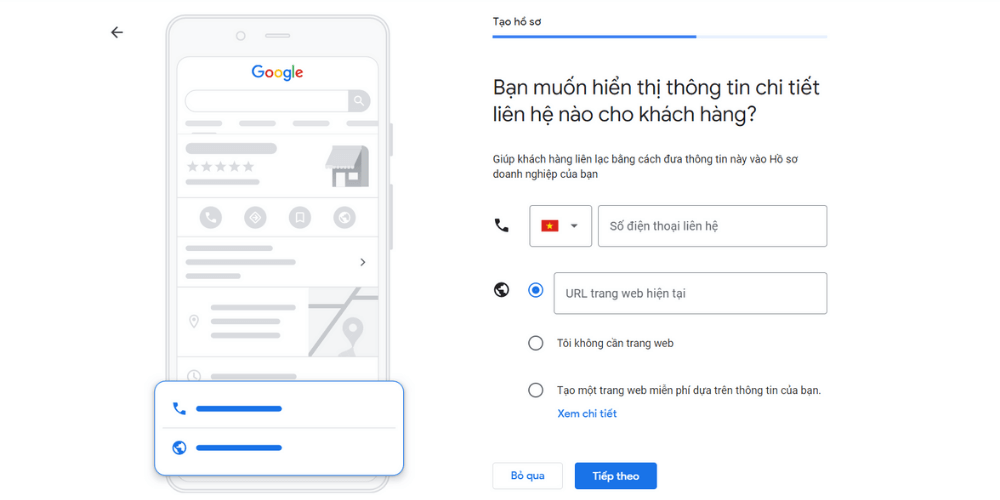 Google
Tạo hồ sơ
Bạn muốn hiển thị thông tin chi tiết
liên hệ nào cho khách hàng?
Giúp khách hàng liên lạc bằng cách đưa thông tin này vào Hồ sơ
doanh nghiệp của bạn
Số điện thoại liên hệ
URL trang web hiện tại
Tôi không cần trang web
Tạo một trang web miễn phí dựa trên thông tin của bạn.
Xem chi tiết
Bỏ qua
Tiếp theo